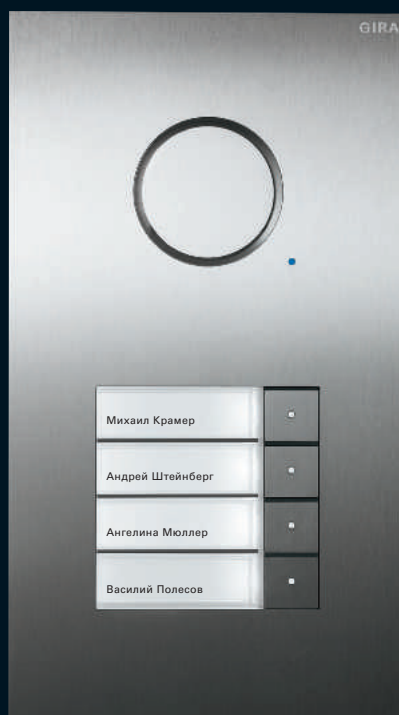 GIRA
Михаил Крамер
Андрей Штейнберг
Ангелина Мюллер
Василий Полесов